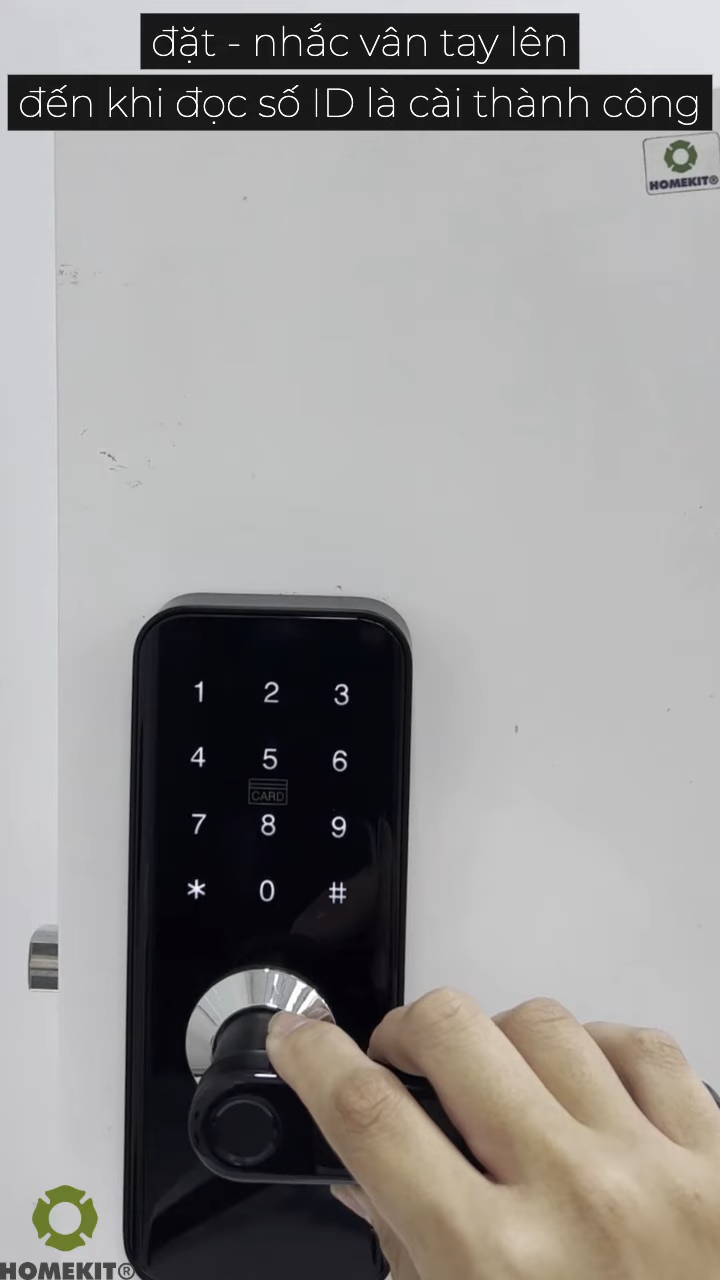 đặt - nhắc vân tay lên
đến khi đọc số ID là cài thành công
HOMEKIT®
1 2 3
4 5 6
CARD
7 8 9
* 0 #
HOMEKIT®